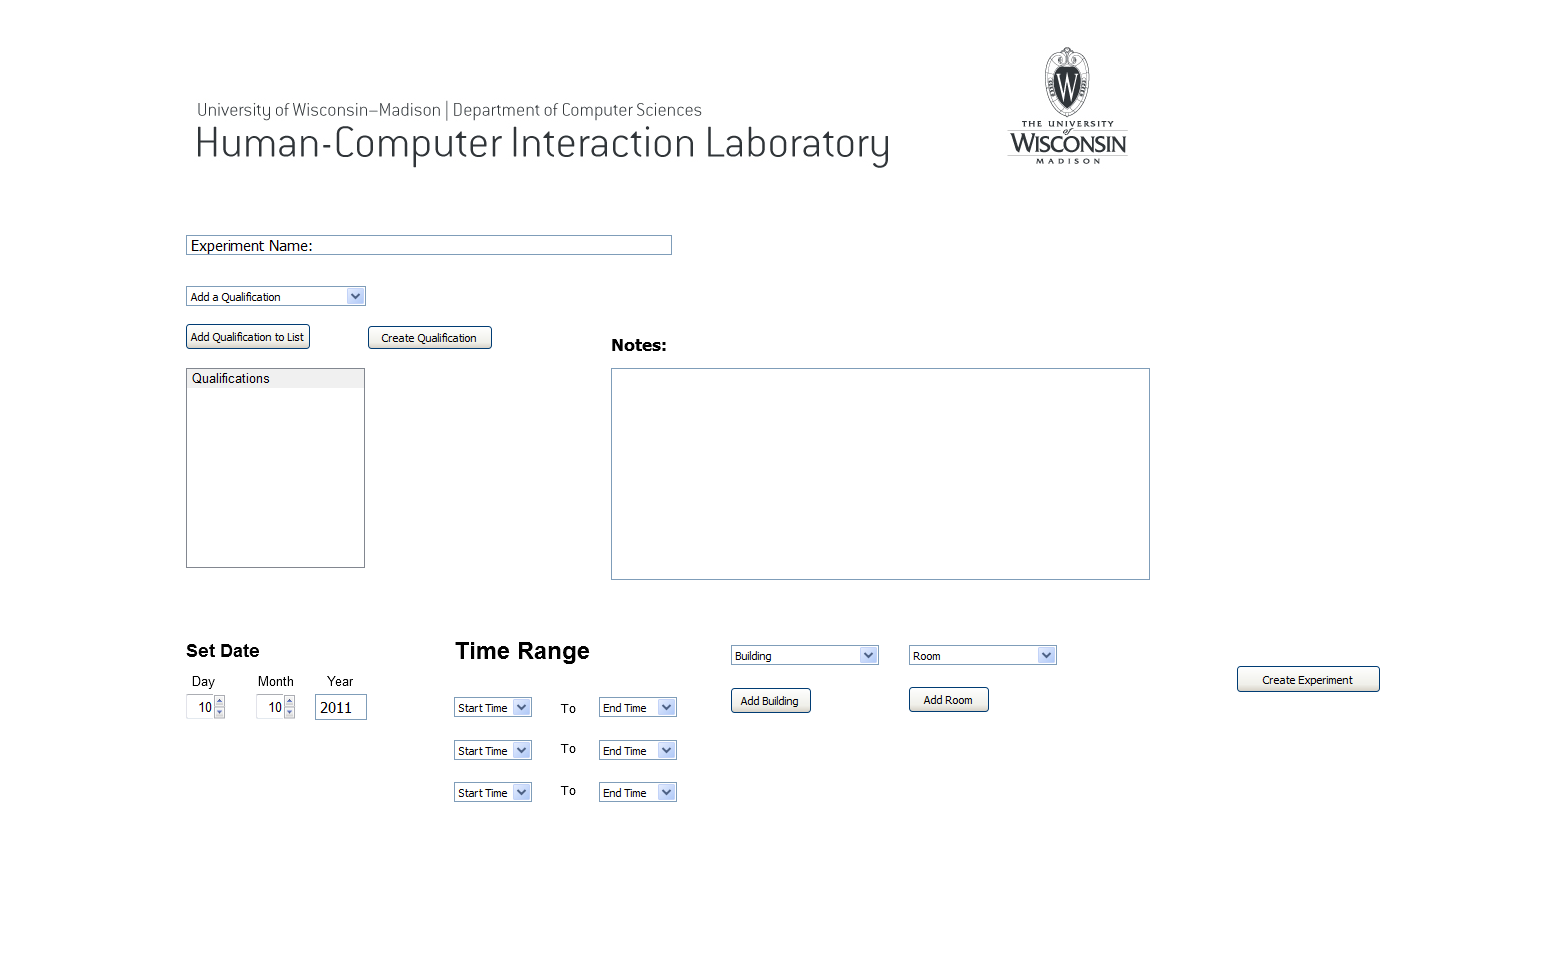 University of Wisconsin–Madison | Department of Computer Sciences
Human-Computer Interaction Laboratory
W
THE UNIVERSITY
of
WISCONSIN
MADISON
Experiment Name:
Add a Qualification
Add Qualification to List
Create Qualification
Notes:
Qualifications
Set Date
Time Range
Building
Room
Day
Month
Year
Create Experiment
10
10
2011
Start Time
To
End Time
Add Building
Add Room
Start Time
To
End Time
Start Time
To
End Time